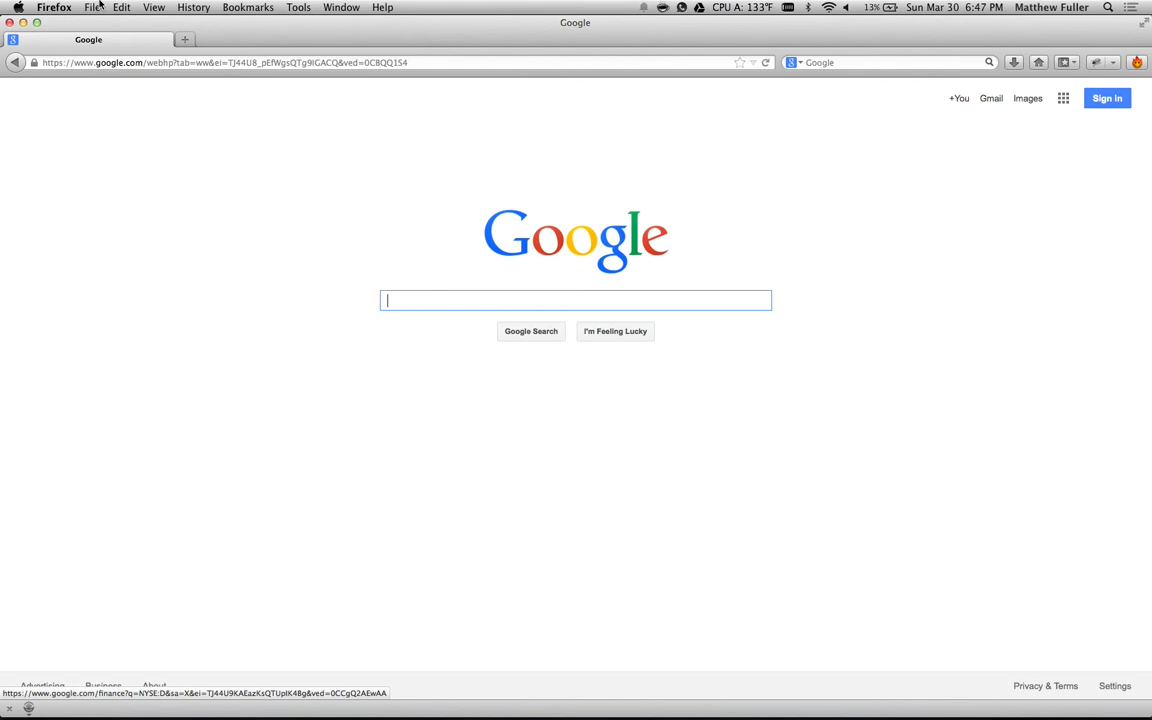 Firefox File Edit View History Bookmarks Tools Window Help CPU A: 133°F 13% Sun Mar 30 6:47 PM Matthew Fuller
Google
Google
https://www.google.com/webhp?tab=ww&ei=TJ44U8_pEfWgsQTg9IGACQ&ved=0CBQQ1S4
Google
+You Gmail Images Sign in
Google
Google Search I'm Feeling Lucky
Advertising Business About Privacy & Terms Settings
https://www.google.com/finance?q=NYSE:D&sa=X&ei=TJ44U9KAEazKsQTUpIK48g&ved=0CCgQ2AEwAA